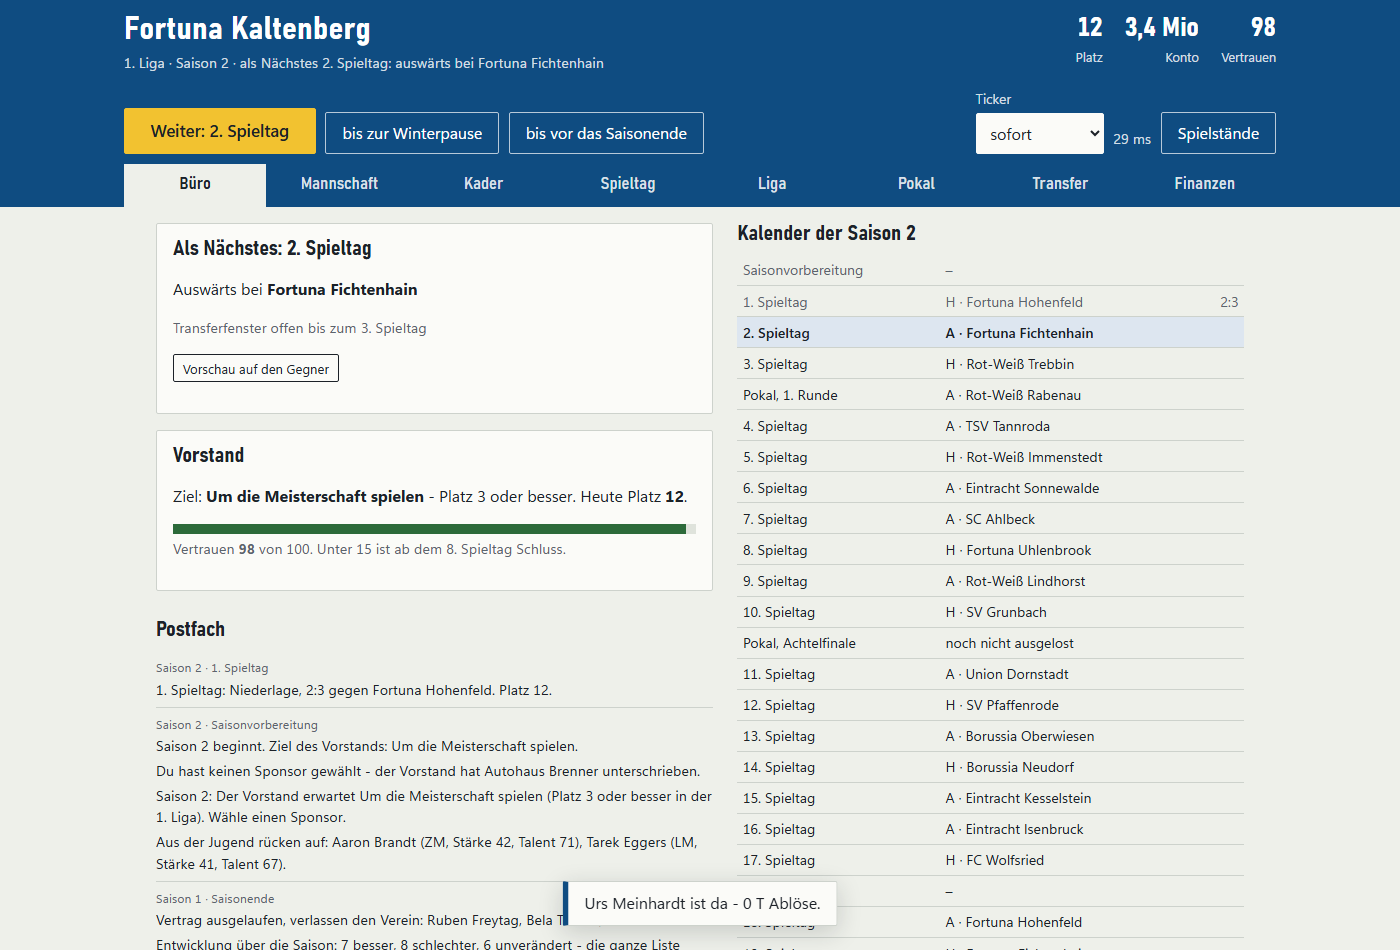 Fortuna Kaltenberg
1. Liga · Saison 2 · als Nächstes 2. Spieltag: auswärts bei Fortuna Fichtenhain
12
Platz
3,4 Mio
Konto
98
Vertrauen
Weiter: 2. Spieltag
bis zur Winterpause
bis vor das Saisonende
Ticker
sofort
29 ms
Spielstände
Büro
Mannschaft
Kader
Spieltag
Liga
Pokal
Transfer
Finanzen
Als Nächstes: 2. Spieltag
Auswärts bei Fortuna Fichtenhain
Transferfenster offen bis zum 3. Spieltag
Vorschau auf den Gegner
Vorstand
Ziel: Um die Meisterschaft spielen - Platz 3 oder besser. Heute Platz 12.
Vertrauen 98 von 100. Unter 15 ist ab dem 8. Spieltag Schluss.
Postfach
Saison 2 · 1. Spieltag
1. Spieltag: Niederlage, 2:3 gegen Fortuna Hohenfeld. Platz 12.
Saison 2 · Saisonvorbereitung
Saison 2 beginnt. Ziel des Vorstands: Um die Meisterschaft spielen.
Du hast keinen Sponsor gewählt - der Vorstand hat Autohaus Brenner unterschrieben.
Saison 2: Der Vorstand erwartet Um die Meisterschaft spielen (Platz 3 oder besser in der
1. Liga). Wähle einen Sponsor.
Aus der Jugend rücken auf: Aaron Brandt (ZM, Stärke 42, Talent 71), Tarek Eggers (LM,
Stärke 41, Talent 67).
Saison 1 · Saisonende
Vertrag ausgelaufen, verlassen den Verein: Ruben Freytag, Bela
Entwicklung über die Saison: 7 besser, 8 schlechter, 6 unverändert - die ganze Liste
Kalender der Saison 2
Saisonvorbereitung –
1. Spieltag H · Fortuna Hohenfeld 2:3
2. Spieltag A · Fortuna Fichtenhain
3. Spieltag H · Rot-Weiß Trebbin
Pokal, 1. Runde A · Rot-Weiß Rabenau
4. Spieltag A · TSV Tannroda
5. Spieltag H · Rot-Weiß Immenstedt
6. Spieltag A · Eintracht Sonnewalde
7. Spieltag A · SC Ahlbeck
8. Spieltag H · Fortuna Uhlenbrook
9. Spieltag A · Rot-Weiß Lindhorst
10. Spieltag H · SV Grunbach
Pokal, Achtelfinale noch nicht ausgelost
11. Spieltag A · Union Dornstadt
12. Spieltag H · SV Pfaffenrode
13. Spieltag A · Borussia Oberwiesen
14. Spieltag H · Borussia Neudorf
15. Spieltag A · Eintracht Kesselstein
16. Spieltag A · Eintracht Isenbruck
17. Spieltag H · FC Wolfsried
–
A · Fortuna Hohenfeld
Urs Meinhardt ist da - 0 T Ablöse.